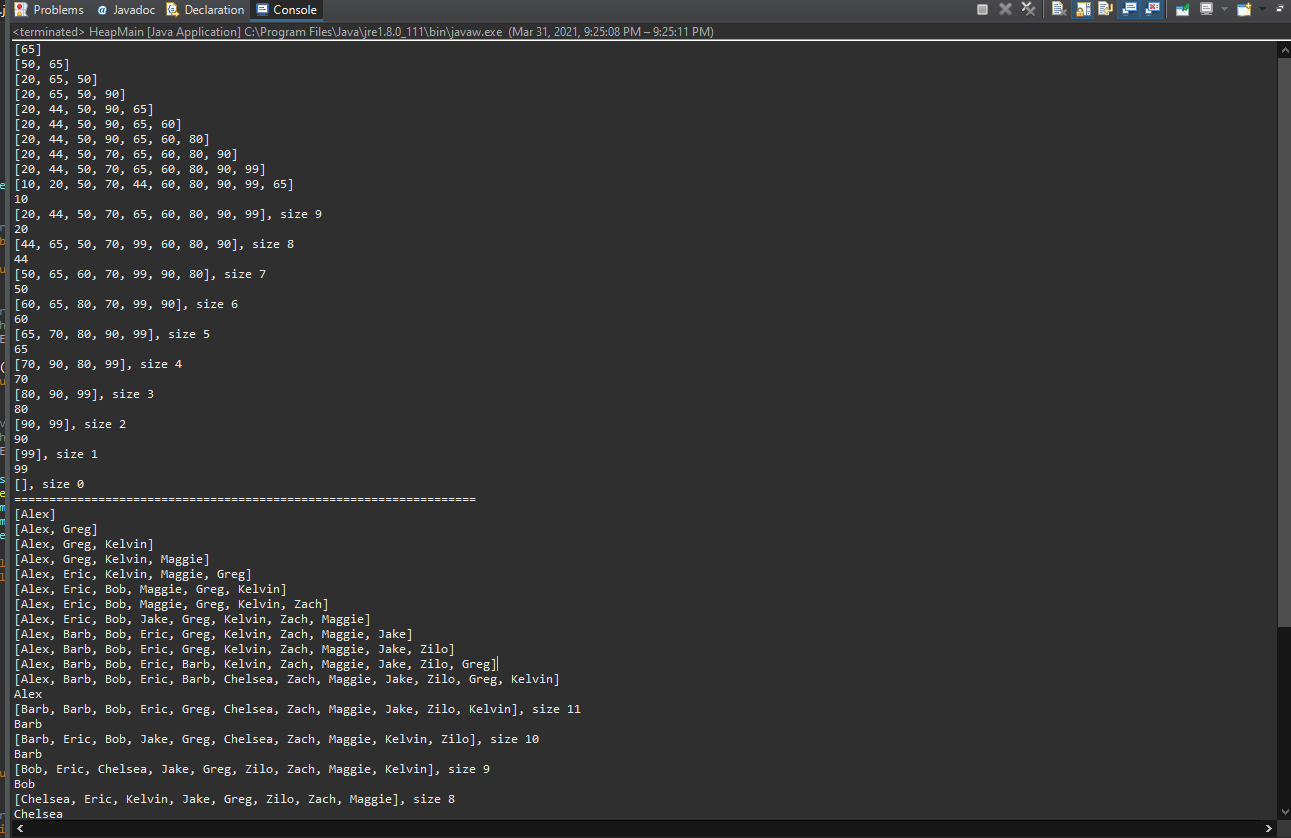 Problems Javadoc Declaration Console
<terminated> HeapMain [Java Application] C:\Program Files\Java\jre1.8.0_111\bin\javaw.exe (Mar 31, 2021, 9:25:08 PM – 9:25:11 PM)
[65]
[50, 65]
[20, 65, 50]
[20, 65, 50, 90]
[20, 44, 50, 90, 65]
[20, 44, 50, 90, 65, 60]
[20, 44, 50, 90, 65, 60, 80]
[20, 44, 50, 70, 65, 60, 80, 90]
[20, 44, 50, 70, 65, 60, 80, 90, 99]
[10, 20, 50, 70, 44, 60, 80, 90, 99, 65]
10
[20, 44, 50, 70, 65, 60, 80, 90, 99], size 9
20
[44, 65, 50, 70, 99, 60, 80, 90], size 8
44
[50, 65, 60, 70, 99, 90, 80], size 7
50
[60, 65, 80, 70, 99, 90], size 6
60
[65, 70, 80, 90, 99], size 5
65
[70, 90, 80, 99], size 4
70
[80, 90, 99], size 3
80
[90, 99], size 2
90
[99], size 1
99
[], size 0
==================================================================
[Alex]
[Alex, Greg]
[Alex, Greg, Kelvin]
[Alex, Greg, Kelvin, Maggie]
[Alex, Eric, Kelvin, Maggie, Greg]
[Alex, Eric, Bob, Maggie, Greg, Kelvin]
[Alex, Eric, Bob, Maggie, Greg, Kelvin, Zach]
[Alex, Eric, Bob, Jake, Greg, Kelvin, Zach, Maggie]
[Alex, Barb, Bob, Eric, Greg, Kelvin, Zach, Maggie, Jake]
[Alex, Barb, Bob, Eric, Greg, Kelvin, Zach, Maggie, Jake, Zilo]
[Alex, Barb, Bob, Eric, Barb, Kelvin, Zach, Maggie, Jake, Zilo, Greg]
[Alex, Barb, Bob, Eric, Barb, Chelsea, Zach, Maggie, Jake, Zilo, Greg, Kelvin]
Alex
[Barb, Barb, Bob, Eric, Greg, Chelsea, Zach, Maggie, Jake, Zilo, Kelvin], size 11
Barb
[Barb, Eric, Bob, Jake, Greg, Chelsea, Zach, Maggie, Kelvin, Zilo], size 10
Barb
[Bob, Eric, Chelsea, Jake, Greg, Zilo, Zach, Maggie, Kelvin], size 9
Bob
[Chelsea, Eric, Kelvin, Jake, Greg, Zilo, Zach, Maggie], size 8
Chelsea